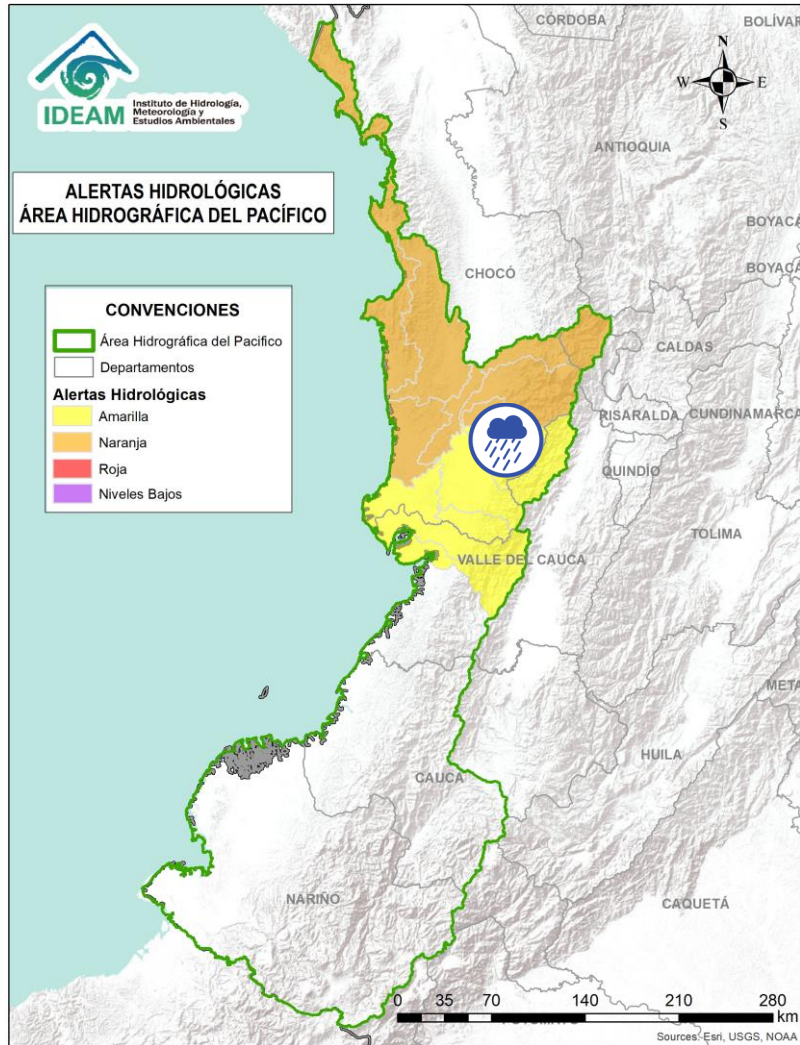 CÓRDOBA
BOLÍVAR
IDEAM
Instituto de Hidrología,
Meteorología y
Estudios Ambientales
N
W
E
S
ANTIOQUIA
ALERTAS HIDROLÓGICAS
ÁREA HIDROGRÁFICA DEL PACÍFICO
BOYACÁ
BOYACÁ
CHOCÓ
CONVENCIONES
Área Hidrográfica del Pacifico
Departamentos
Alertas Hidrológicas
Amarilla
Naranja
Roja
Niveles Bajos
CALDAS
RISARALDA
CUNDINAMARCA
QUINDÍO
TOLIMA
VALLE DEL CAUCA
META
HUILA
CAUCA
NARIÑO
CAQUETÁ
0 35 70 140 210 280
km
Sources: Esri, USGS, NOAA